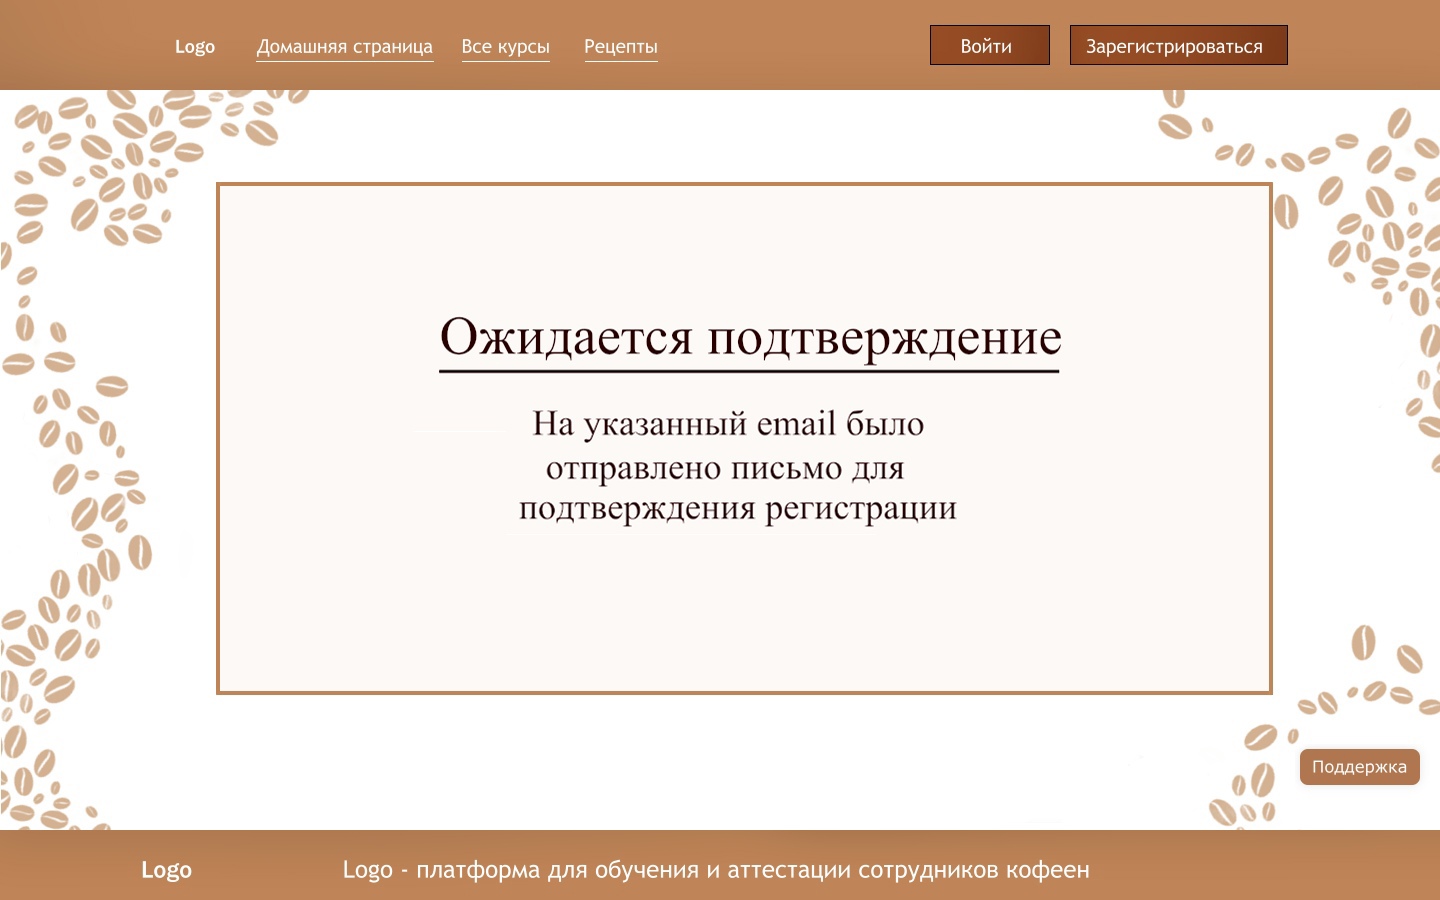 Logo Домашняя страница Все курсы Рецепты Войти Зарегистрироваться
Ожидается подтверждение
На указанный email было
отправлено письмо для
подтверждения регистрации
Поддержка
Logo Logo - платформа для обучения и аттестации сотрудников кофеен